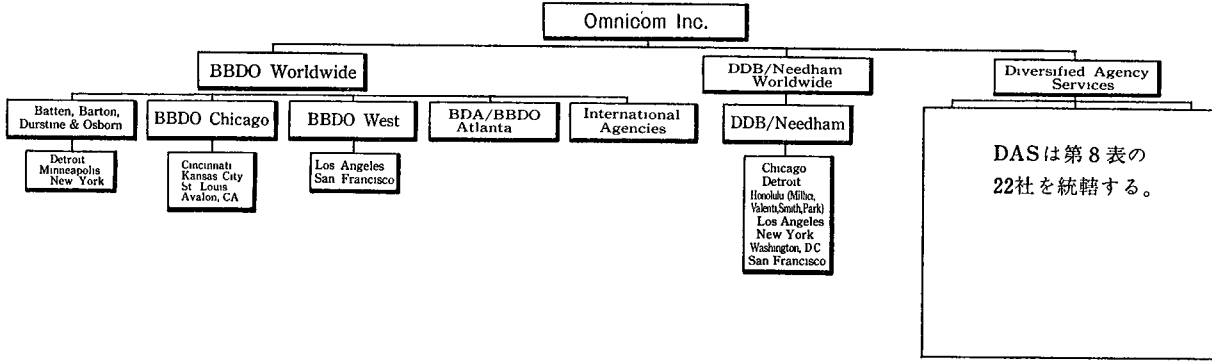 Omnicom Inc.
BBDO Worldwide
DDB/Needham
Worldwide
Diversified Agency
Services
Batten, Barton,
Durstine & Osborn
BBDO Chicago
BBDO West
BDA/BBDO
Atlanta
International
Agencies
DDB/Needham
Detroit
Minneapolis
New York
Cincinnati
Kansas City
St Louis
Avalon, CA
Los Angeles
San Francisco
Chicago
Detroit
Honolulu (Milici,
Valenti,Smith,Park)
Los Angeles
New York
Washington, DC
San Francisco
DASは第8表の
22社を統轄する。